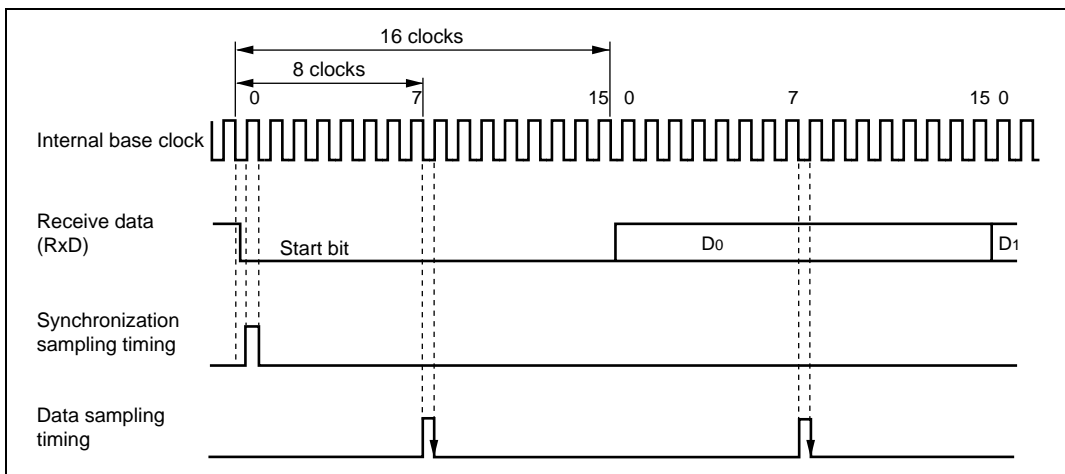 16 clocks
8 clocks
0 7 15 0 7 15 0
Internal base clock
Receive data
(RxD)
Start bit D0 D1
Synchronization
sampling timing
Data sampling
timing